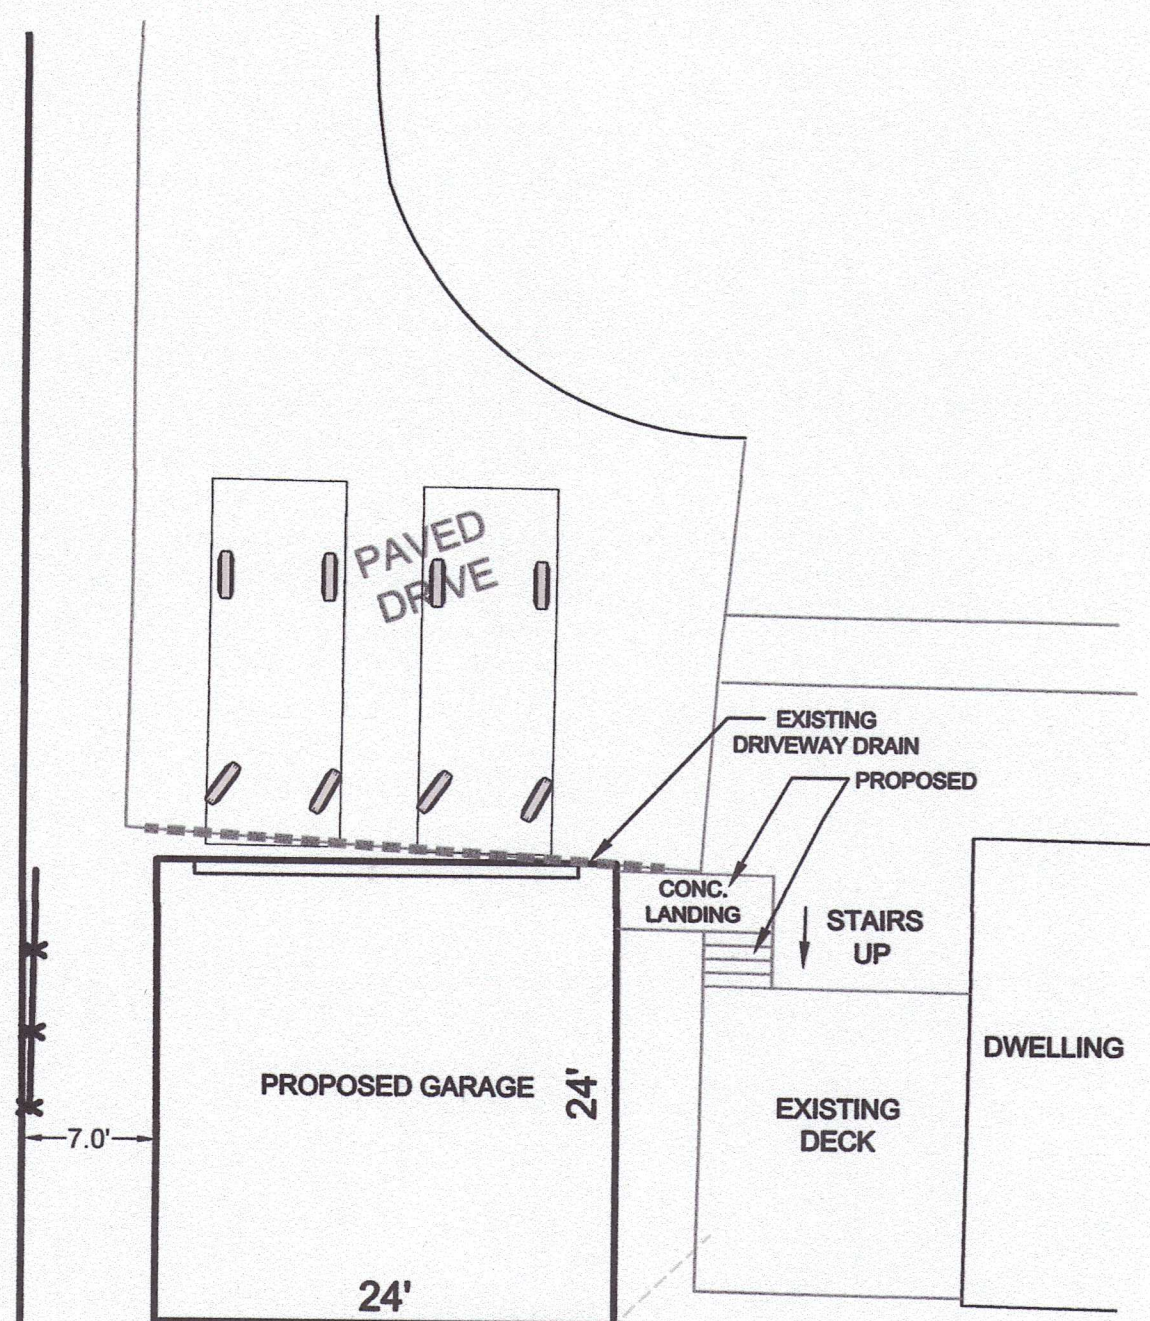 PAVED
DRIVE
EXISTING
DRIVEWAY DRAIN
PROPOSED
CONC.
LANDING
STAIRS
UP
DWELLING
PROPOSED GARAGE
24'
EXISTING
DECK
7.0'
24'